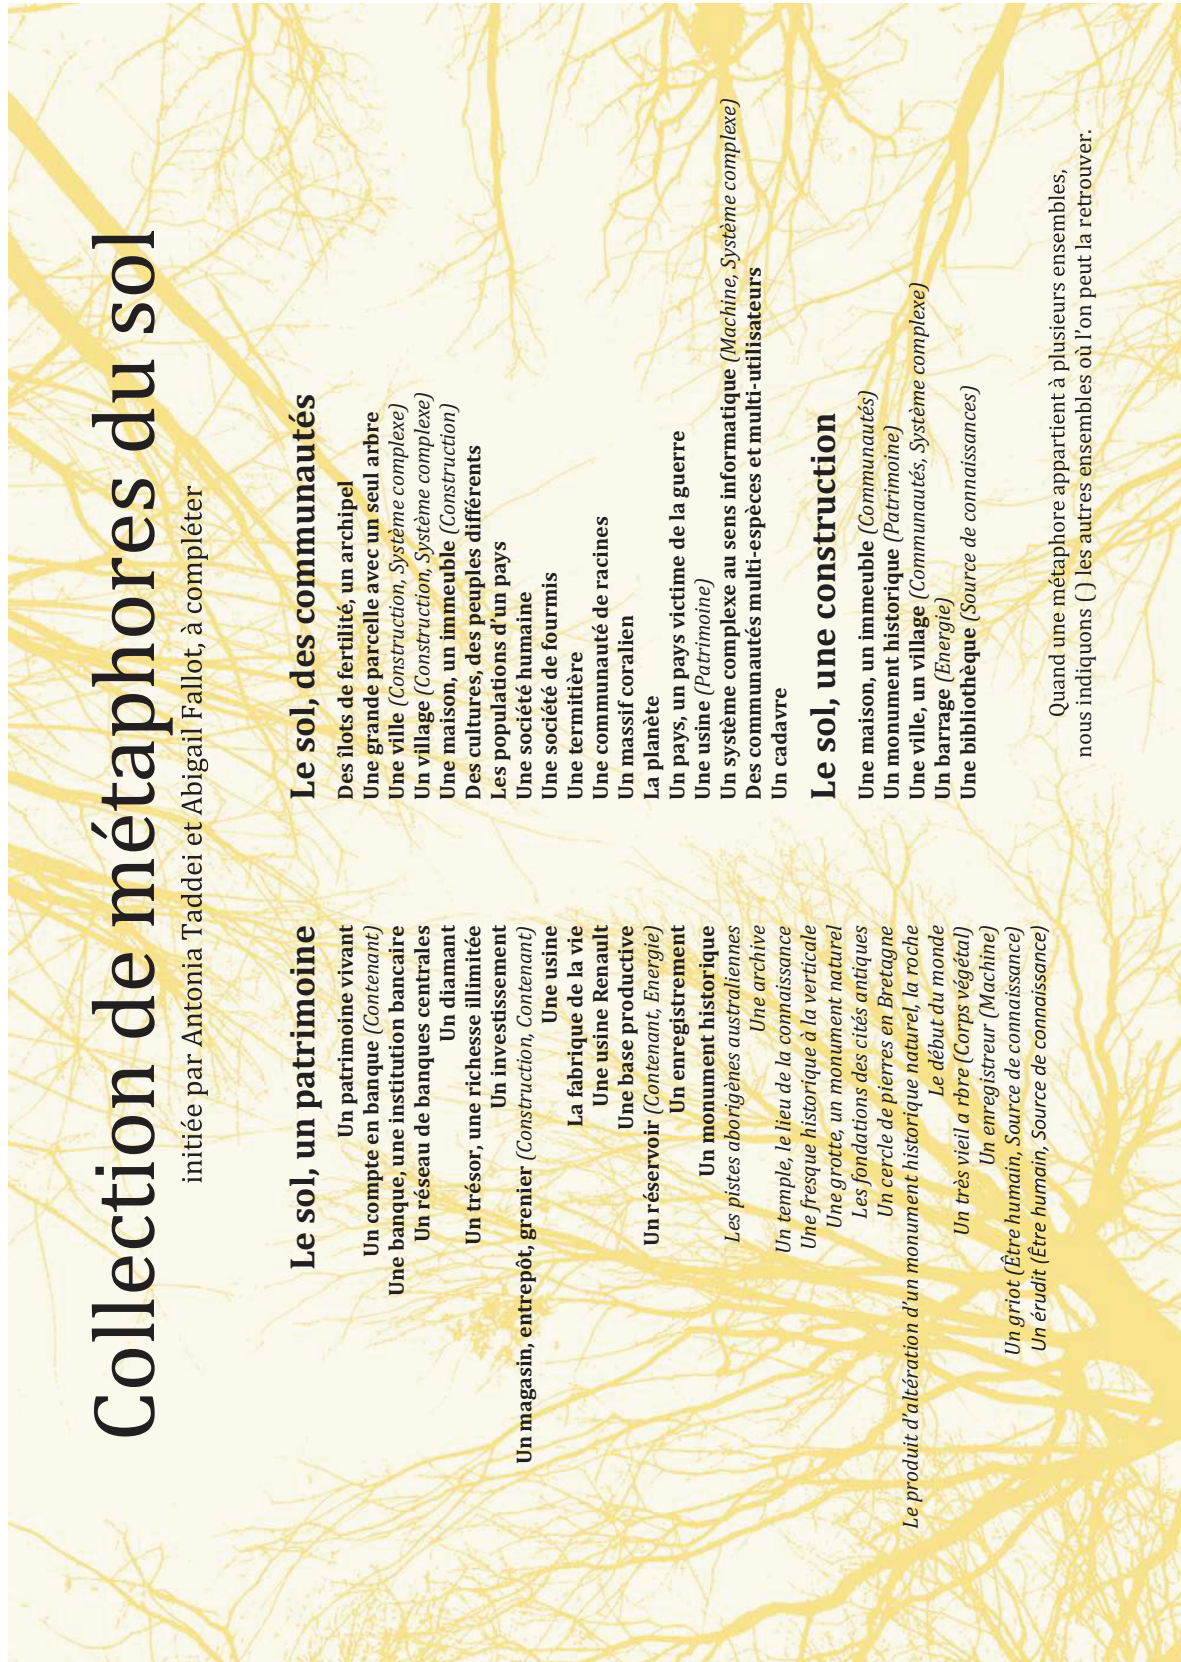 Collection de métaphores du sol
initiée par Antonia Taddei et Abigail Fallot, à compléter
Le sol, un patrimoine
Un patrimoine vivant
Un compte en banque (Contenant)
Une banque, une institution bancaire
Un réseau de banques centrales
Un diamant
Un trésor, une richesse illimitée
Un investissement
Un magasin, entrepôt, grenier (Construction, Contenant)
Une usine
La fabrique de la vie
Une usine Renault
Une base productive
Un réservoir (Contenant, Energie)
Un enregistrement
Un monument historique
Les pistes aborigènes australiennes
Une archive
Un temple, le lieu de la connaissance
Une fresque historique à la verticale
Une grotte, un monument naturel
Les fondations des cités antiques
Un cercle de pierres en Bretagne
Le produit d'altération d'un monument historique naturel, la roche
Le début du monde
Un très vieil a rbre (Corps végétal)
Un enregistreur (Machine)
Un griot (Être humain, Source de connaissance)
Un érudit (Être humain, Source de connaissance)
Le sol, des communautés
Des îlots de fertilité, un archipel
Une grande parcelle avec un seul arbre
Une ville (Construction, Système complexe)
Un village (Construction, Système complexe)
Une maison, un immeuble (Construction)
Des cultures, des peuples différents
Les populations d'un pays
Une société humaine
Une société de fourmis
Une termitière
Une communauté de racines
Un massif coralien
La planète
Un pays, un pays victime de la guerre
Une usine (Patrimoine)
Un système complexe au sens informatique (Machine, Système complexe)
Des communautés multi-espèces et multi-utilisateurs
Un cadavre
Le sol, une construction
Une maison, un immeuble (Communautés)
Un monument historique (Patrimoine)
Une ville, un village (Communautés, Système complexe)
Un barrage (Energie)
Une bibliothèque (Source de connaissances)
Quand une métaphore appartient à plusieurs ensembles,
nous indiquons ( ) les autres ensembles où l'on peut la retrouver.